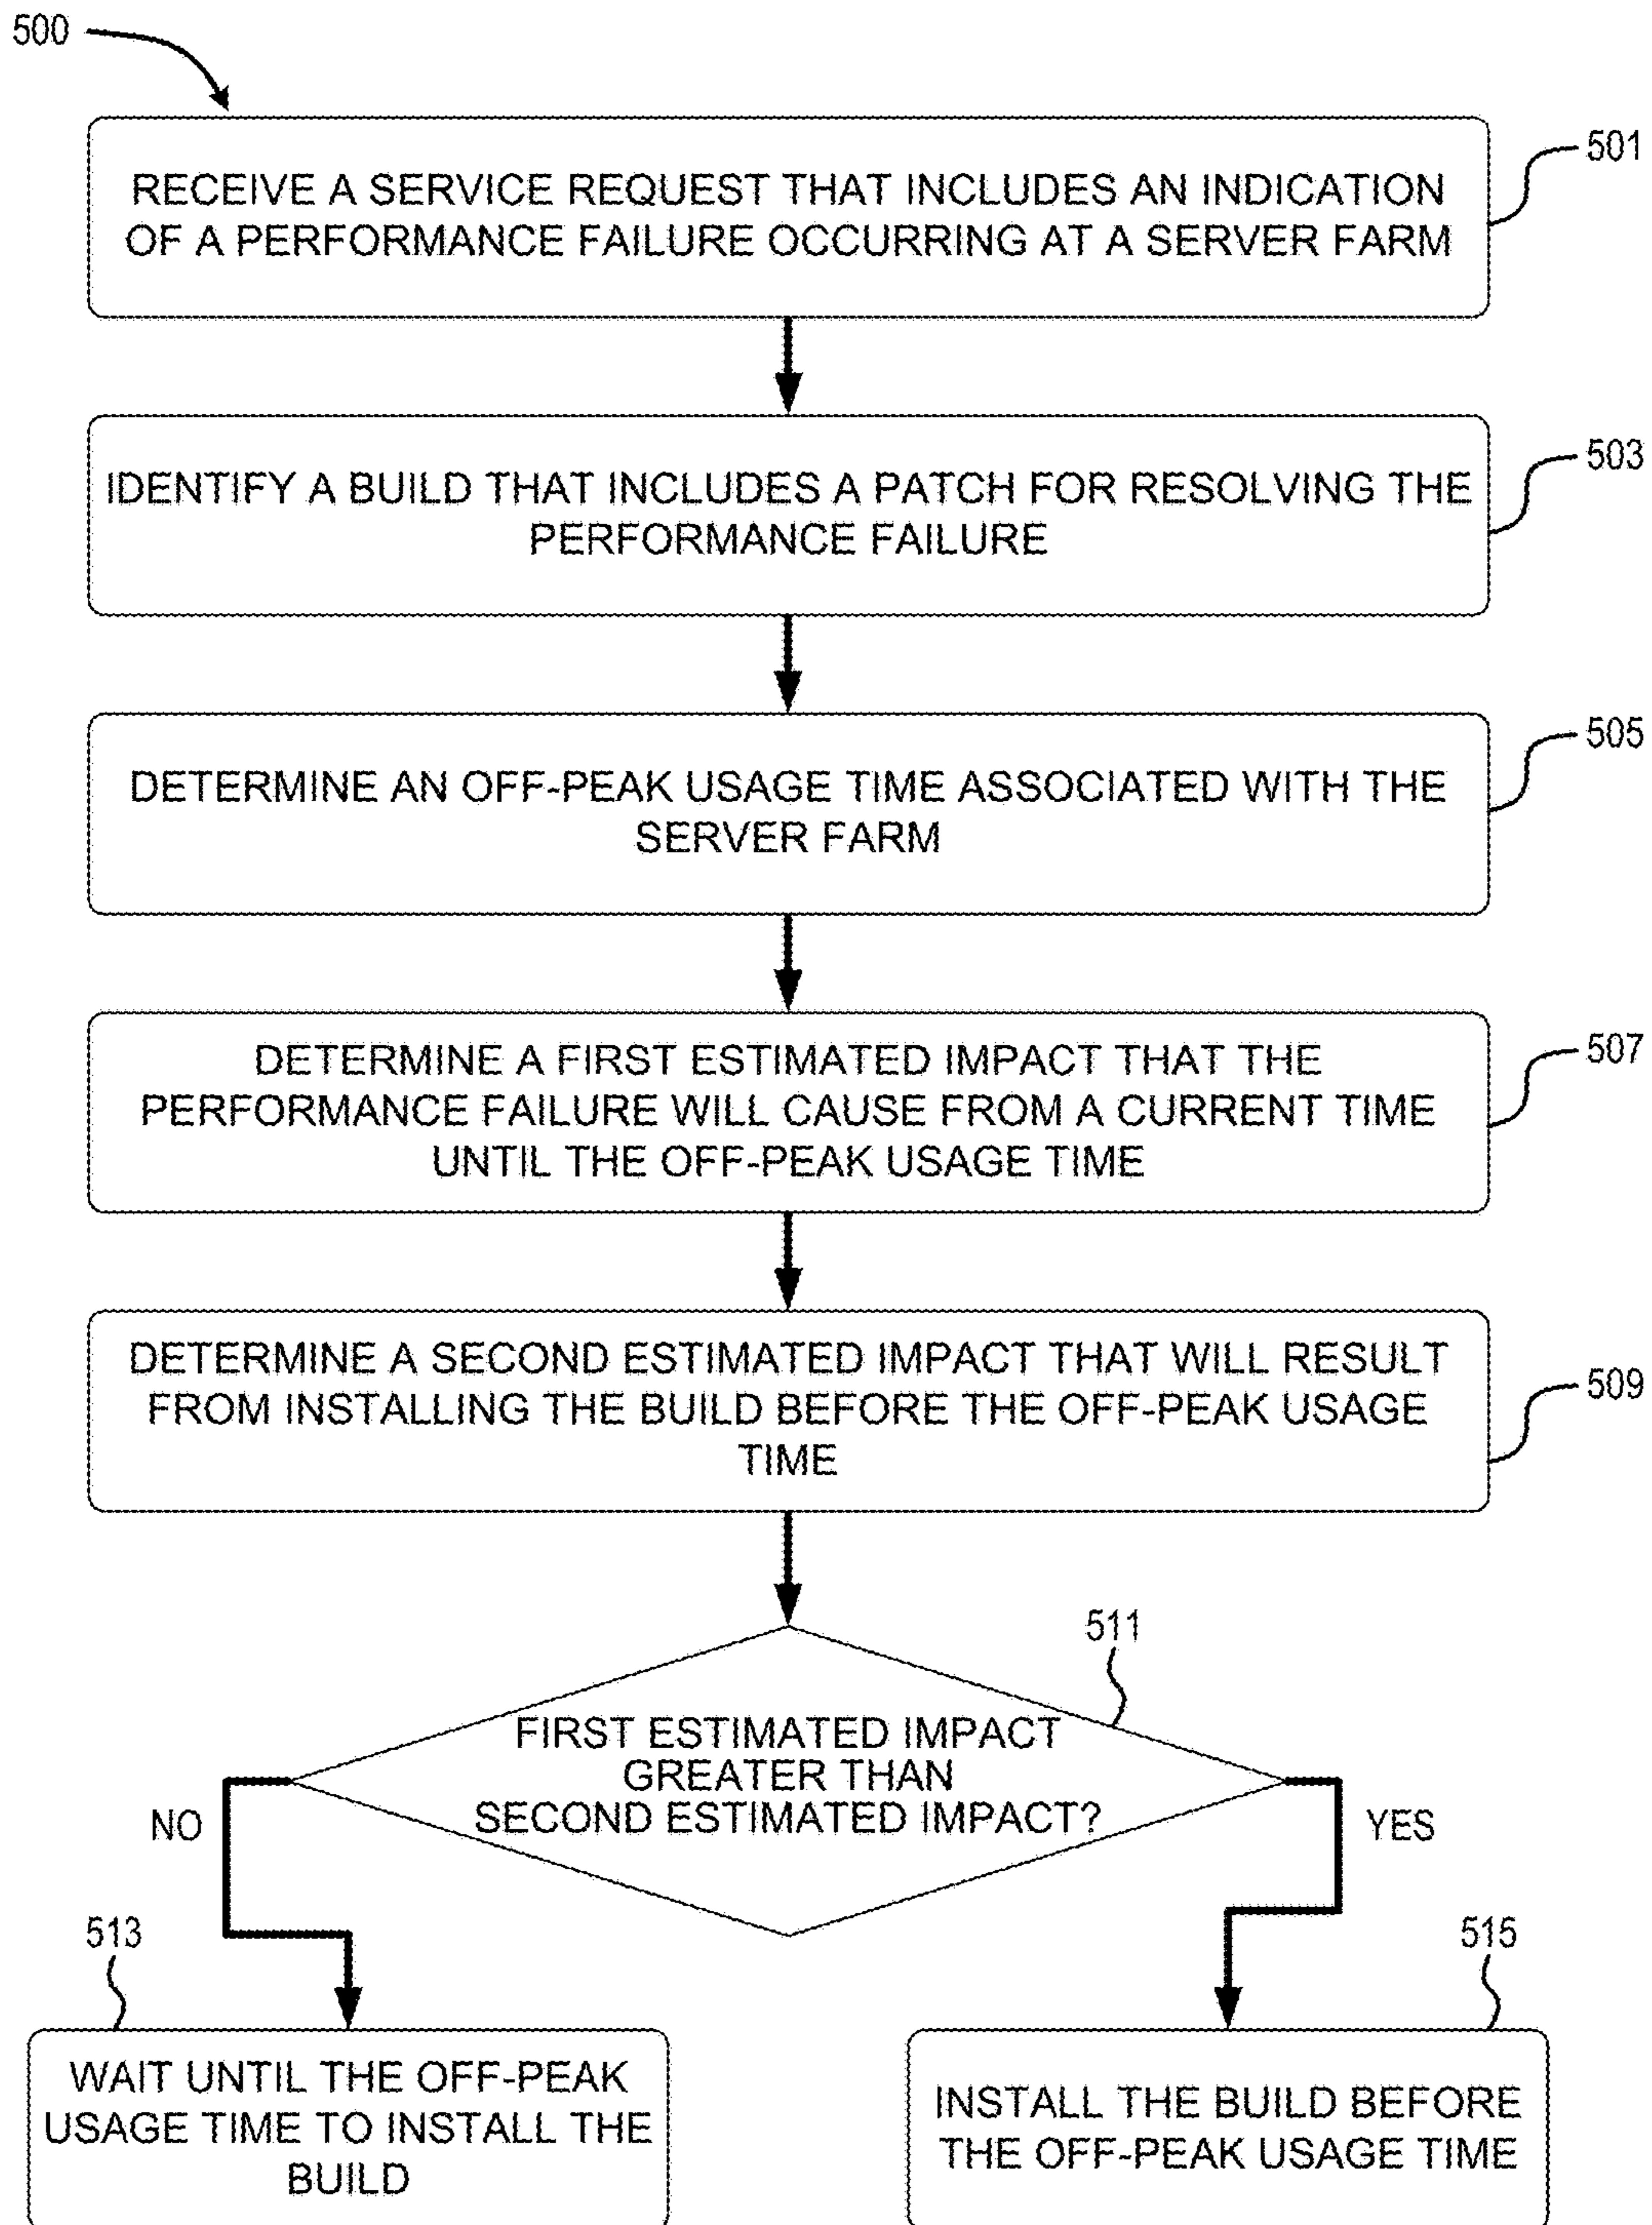 500
501
RECEIVE A SERVICE REQUEST THAT INCLUDES AN INDICATION
OF A PERFORMANCE FAILURE OCCURRING AT A SERVER FARM
503
IDENTIFY A BUILD THAT INCLUDES A PATCH FOR RESOLVING THE
PERFORMANCE FAILURE
505
DETERMINE AN OFF-PEAK USAGE TIME ASSOCIATED WITH THE
SERVER FARM
507
DETERMINE A FIRST ESTIMATED IMPACT THAT THE
PERFORMANCE FAILURE WILL CAUSE FROM A CURRENT TIME
UNTIL THE OFF-PEAK USAGE TIME
509
DETERMINE A SECOND ESTIMATED IMPACT THAT WILL RESULT
FROM INSTALLING THE BUILD BEFORE THE OFF-PEAK USAGE
TIME
511
FIRST ESTIMATED IMPACT
GREATER THAN
SECOND ESTIMATED IMPACT?
NO
YES
513
WAIT UNTIL THE OFF-PEAK
USAGE TIME TO INSTALL THE
BUILD
515
INSTALL THE BUILD BEFORE
THE OFF-PEAK USAGE TIME